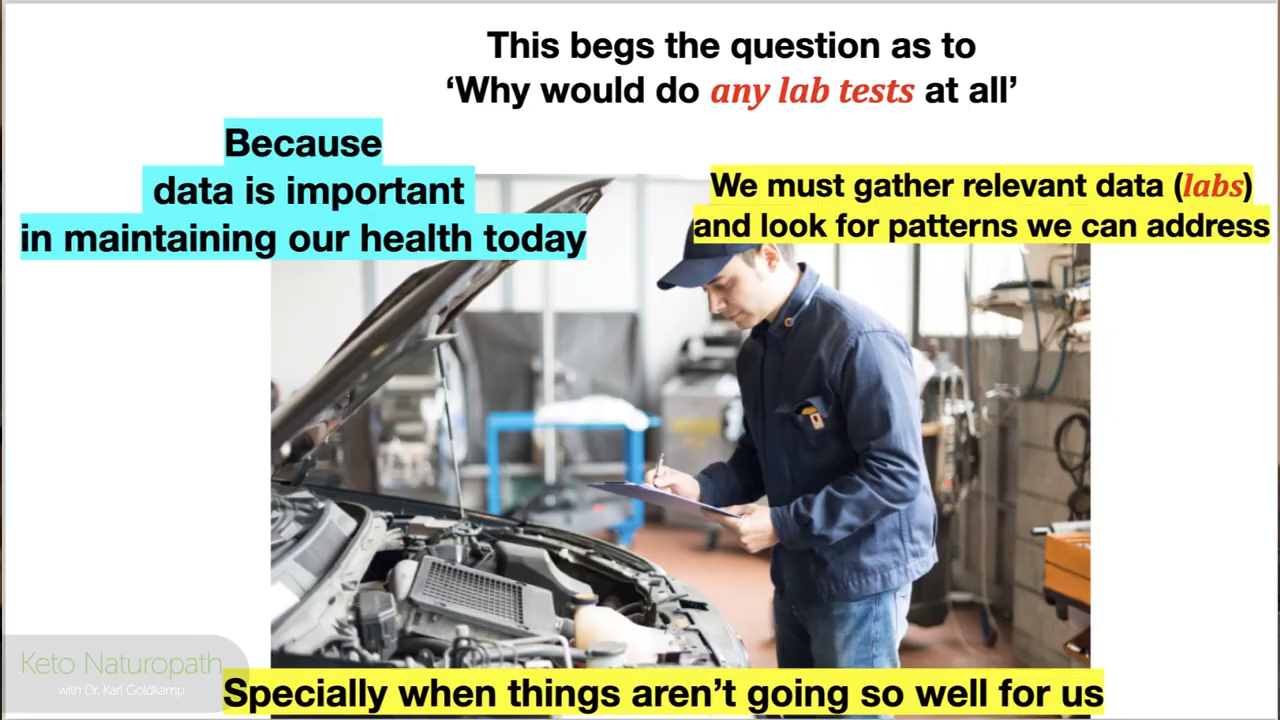 This begs the question as to
‘Why would do any lab tests at all’
Because
data is important
in maintaining our health today
We must gather relevant data (labs)
and look for patterns we can address
Keto Naturopath
with Dr. Karl Goldkamp
Specially when things aren’t going so well for us